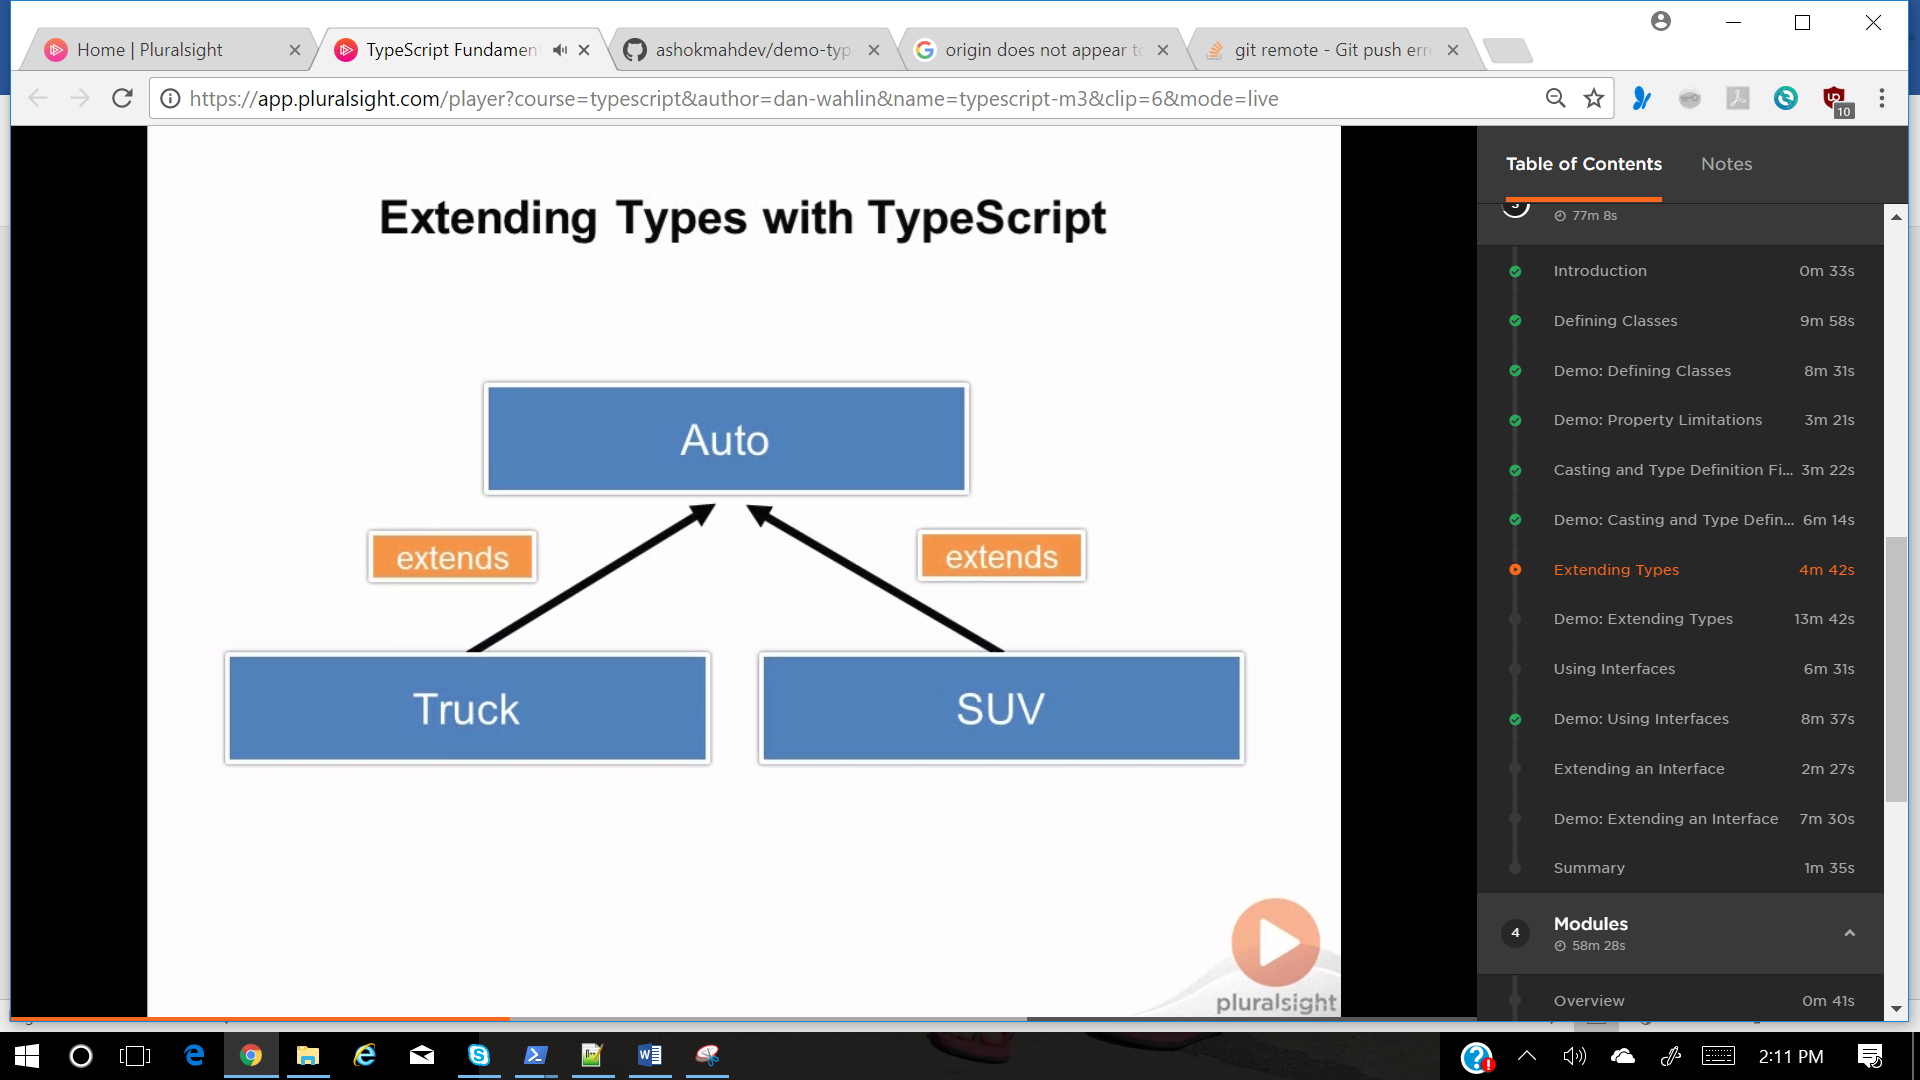 Home | Pluralsight
TypeScript Fundamen
ashokmahdev/demo-typ
origin does not appear to
git remote - Git push erro
https://app.pluralsight.com/player?course=typescript&author=dan-wahlin&name=typescript-m3&clip=6&mode=live
10
Extending Types with TypeScript
Auto
extends
extends
Truck
SUV
pluralsight
Table of Contents
Notes
77m 8s
Introduction 0m 33s
Defining Classes 9m 58s
Demo: Defining Classes 8m 31s
Demo: Property Limitations 3m 21s
Casting and Type Definition Fi... 3m 22s
Demo: Casting and Type Defin... 6m 14s
Extending Types 4m 42s
Demo: Extending Types 13m 42s
Using Interfaces 6m 31s
Demo: Using Interfaces 8m 37s
Extending an Interface 2m 27s
Demo: Extending an Interface 7m 30s
Summary 1m 35s
4 Modules
58m 28s
Overview 0m 41s
2:11 PM